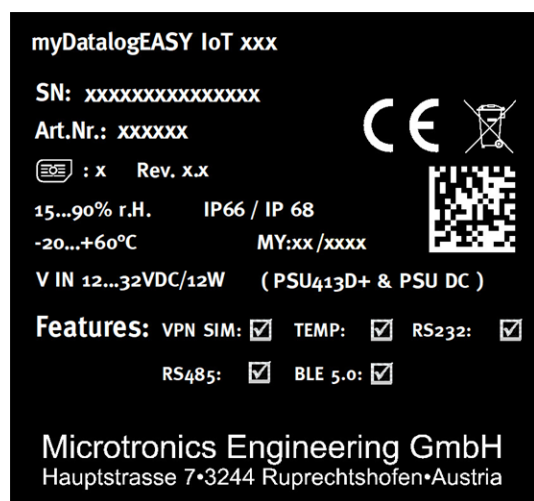 myDatalogEASY IoT xxx
SN: xxxxxxxxxxxxxxx
Art.Nr.: xxxxxx
: x Rev. x.x
15...90% r.H. IP66 / IP 68
-20...+60°C MY:xx /xxxx
V IN 12...32VDC/12W ( PSU413D+ & PSU DC )
Features: VPN SIM: ☑ TEMP: ☑ RS232: ☑
RS485: ☑ BLE 5.0: ☑
Microtronics Engineering GmbH
Hauptstrasse 7•3244 Ruprechtshofen•Austria